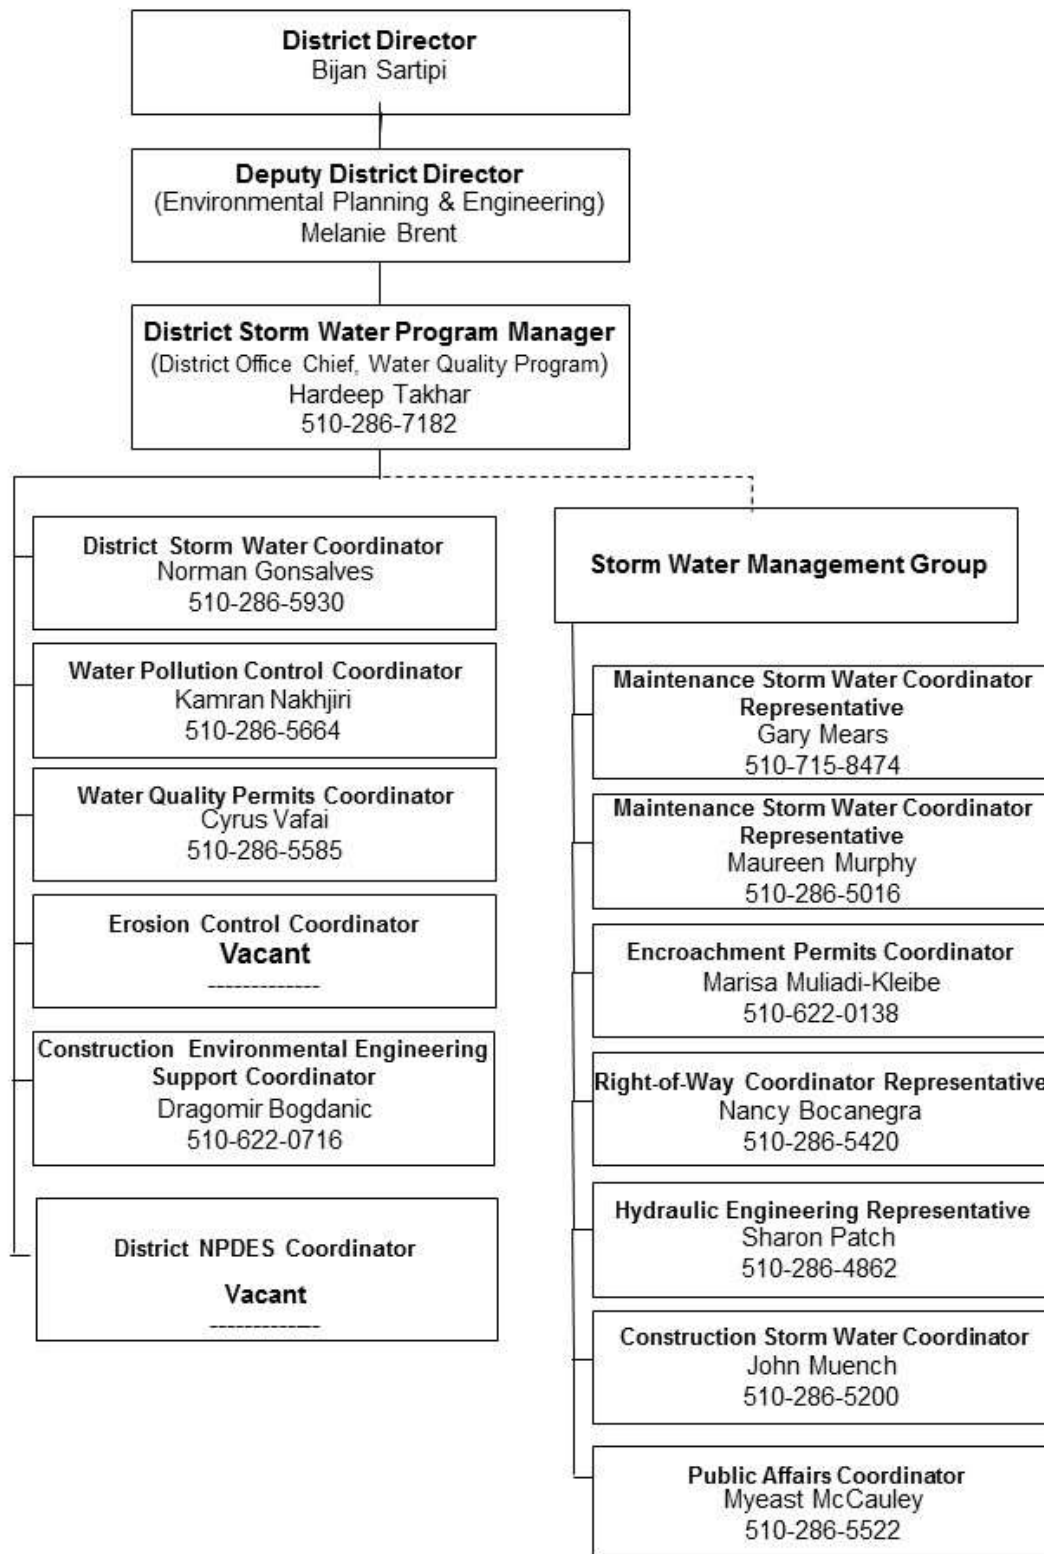 District Director
Bijan Sartipi
Deputy District Director
(Environmental Planning & Engineering)
Melanie Brent
District Storm Water Program Manager
(District Office Chief, Water Quality Program)
Hardeep Takhar
510-286-7182
District Storm Water Coordinator
Norman Gonsalves
510-286-5930
Water Pollution Control Coordinator
Kamran Nakhjiri
510-286-5664
Water Quality Permits Coordinator
Cyrus Vafai
510-286-5585
Erosion Control Coordinator
Vacant
-------------
Construction Environmental Engineering
Support Coordinator
Dragomir Bogdanic
510-622-0716
District NPDES Coordinator
Vacant
-------------
Storm Water Management Group
Maintenance Storm Water Coordinator
Representative
Gary Mears
510-715-8474
Maintenance Storm Water Coordinator
Representative
Maureen Murphy
510-286-5016
Encroachment Permits Coordinator
Marisa Muliadi-Kleibe
510-622-0138
Right-of-Way Coordinator Representative
Nancy Bocanegra
510-286-5420
Hydraulic Engineering Representative
Sharon Patch
510-286-4862
Construction Storm Water Coordinator
John Muench
510-286-5200
Public Affairs Coordinator
Myeast McCauley
510-286-5522